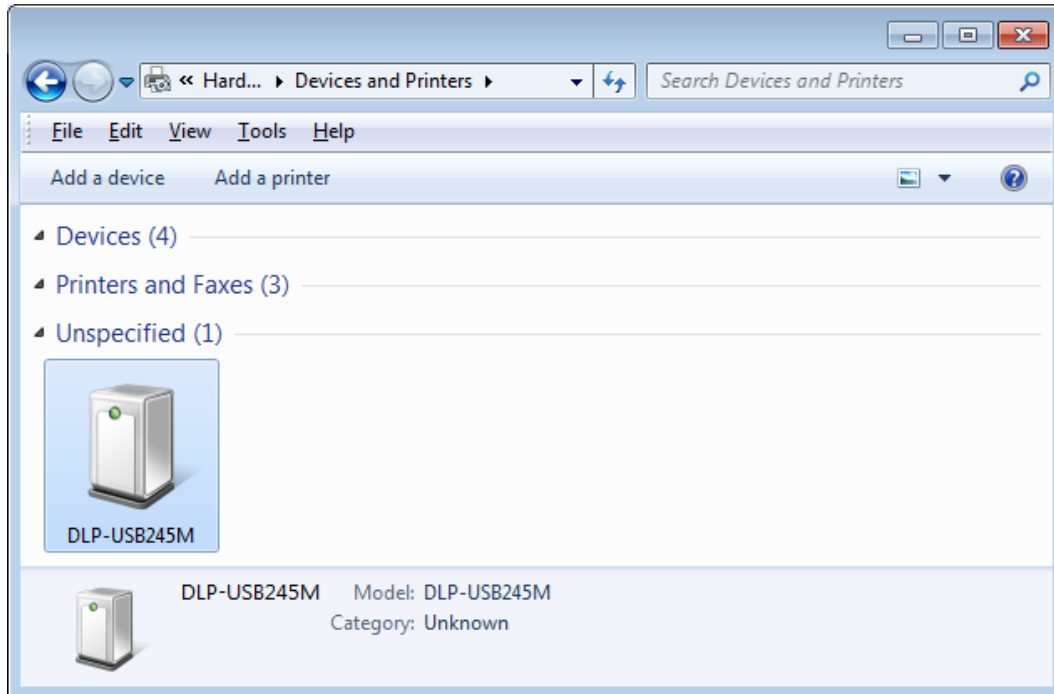 « Hard... Devices and Printers Search Devices and Printers
File Edit View Tools Help
Add a device Add a printer
Devices (4)
Printers and Faxes (3)
Unspecified (1)
DLP-USB245M
DLP-USB245M Model: DLP-USB245M
Category: Unknown